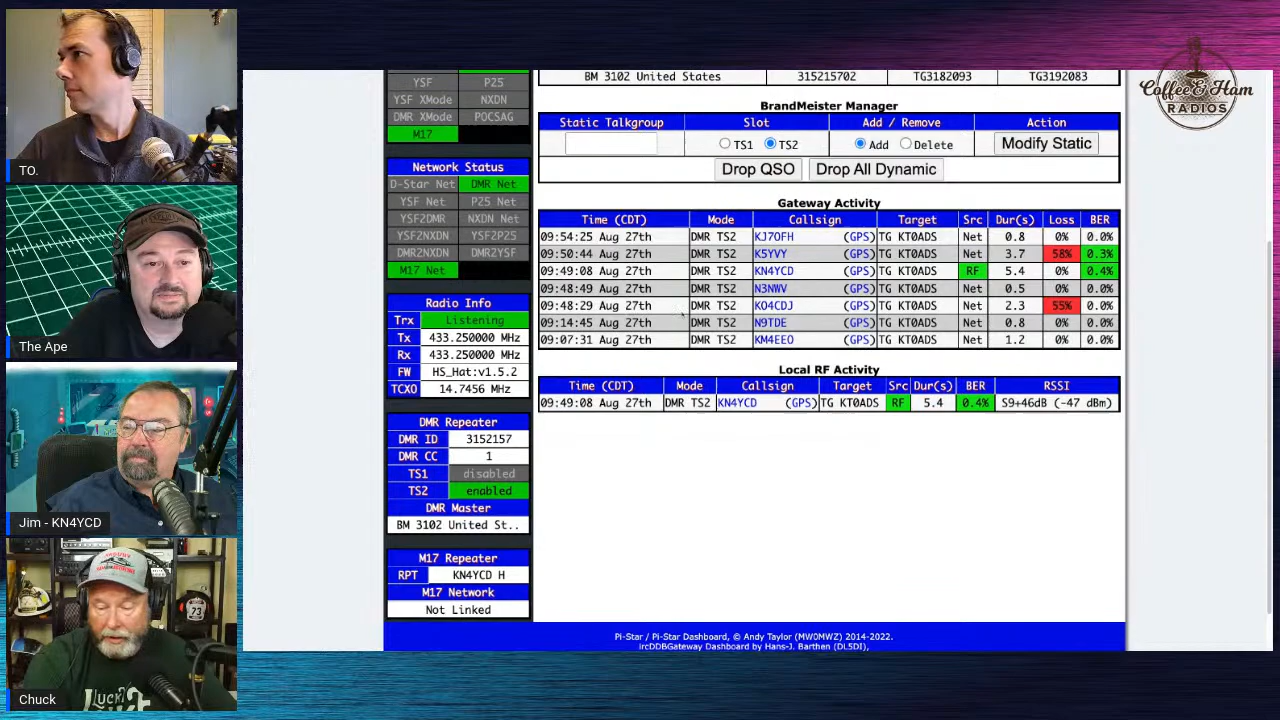 TO.
The Ape
Jim - KN4YCD
Chuck
73
Coffee & Ham
RADIOS
YSF P25
YSF XMode NXDN
DMR XMode POCSAG
M17
Network Status
D-Star Net DMR Net
YSF Net P25 Net
YSF2DMR NXDN Net
YSF2NXDN YSF2P25
DMR2NXDN DMR2YSF
M17 Net
Radio Info
Trx Listening
Tx 433.250000 MHz
Rx 433.250000 MHz
FW HS_Hat:v1.5.2
TCXO 14.7456 MHz
DMR Repeater
DMR ID 3152157
DMR CC 1
TS1 disabled
TS2 enabled
DMR Master
BM 3102 United St..
M17 Repeater
RPT KN4YCD H
M17 Network
Not Linked
BM 3102 United States 315215702 TG3182093 TG3192083
BrandMeister Manager
Static Talkgroup Slot Add / Remove Action
TS1 TS2 Add Delete Modify Static
Drop QSO Drop All Dynamic
Gateway Activity
Time (CDT) Mode Callsign Target Src Dur(s) Loss BER
09:54:25 Aug 27th DMR TS2 KJ7OFH (GPS) TG KT0ADS Net 0.8 0% 0.0%
09:50:44 Aug 27th DMR TS2 K5YVY (GPS) TG KT0ADS Net 3.7 58% 0.3%
09:49:08 Aug 27th DMR TS2 KN4YCD (GPS) TG KT0ADS RF 5.4 0% 0.4%
09:48:49 Aug 27th DMR TS2 N3NWV (GPS) TG KT0ADS Net 0.5 0% 0.0%
09:48:29 Aug 27th DMR TS2 KO4CDJ (GPS) TG KT0ADS Net 2.3 55% 0.0%
09:14:45 Aug 27th DMR TS2 N9TDE (GPS) TG KT0ADS Net 0.8 0% 0.0%
09:07:31 Aug 27th DMR TS2 KM4EEO (GPS) TG KT0ADS Net 1.2 0% 0.0%
Local RF Activity
Time (CDT) Mode Callsign Target Src Dur(s) BER RSSI
09:49:08 Aug 27th DMR TS2 KN4YCD (GPS) TG KT0ADS RF 5.4 0.4% S9+46dB (-47 dBm)
Pi-Star / Pi-Star Dashboard, © Andy Taylor (MW0MWZ) 2014-2022.
ircDDBGateway Dashboard by Hans-J. Barthen (DL5DI),